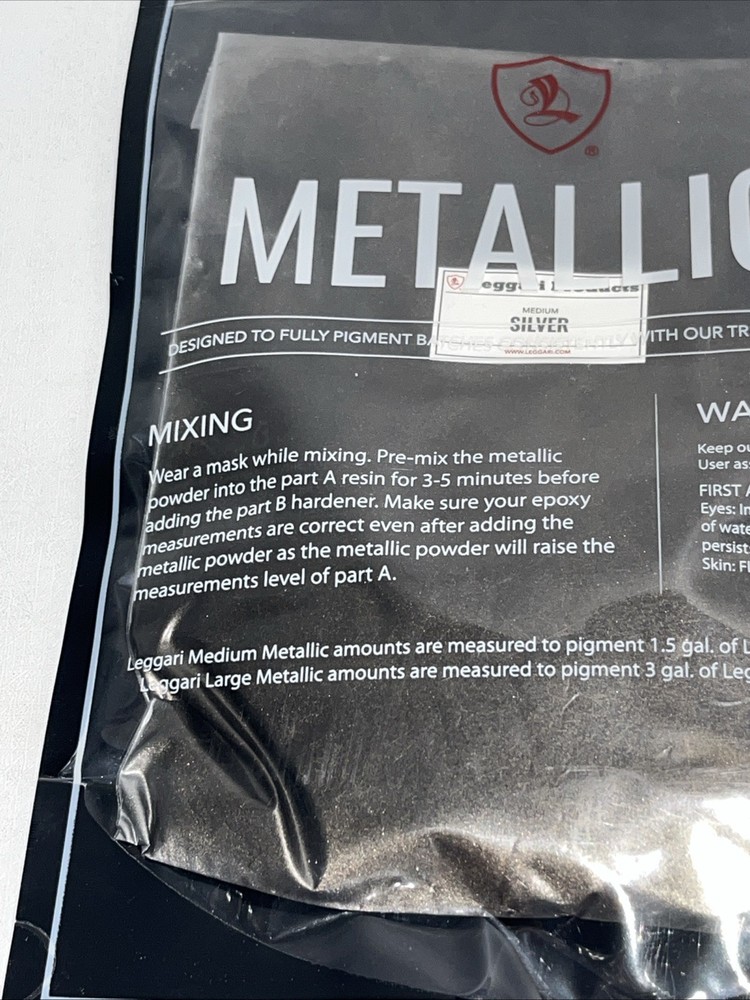 ®
METALLIC
Leggari Products
MEDIUM
SILVER
WWW.LEGGARI.COM
DESIGNED TO FULLY PIGMENT BATCHES CONSISTENTLY WITH OUR TR
MIXING
Wear a mask while mixing. Pre-mix the metallic
powder into the part A resin for 3-5 minutes before
adding the part B hardener. Make sure your epoxy
measurements are correct even after adding the
metallic powder as the metallic powder will raise the
measurements level of part A.
WA
Keep ou
User as
FIRST A
Eyes: In
of wate
persist
Skin: Fl
Leggari Medium Metallic amounts are measured to pigment 1.5 gal. of L
Leggari Large Metallic amounts are measured to pigment 3 gal. of Leg